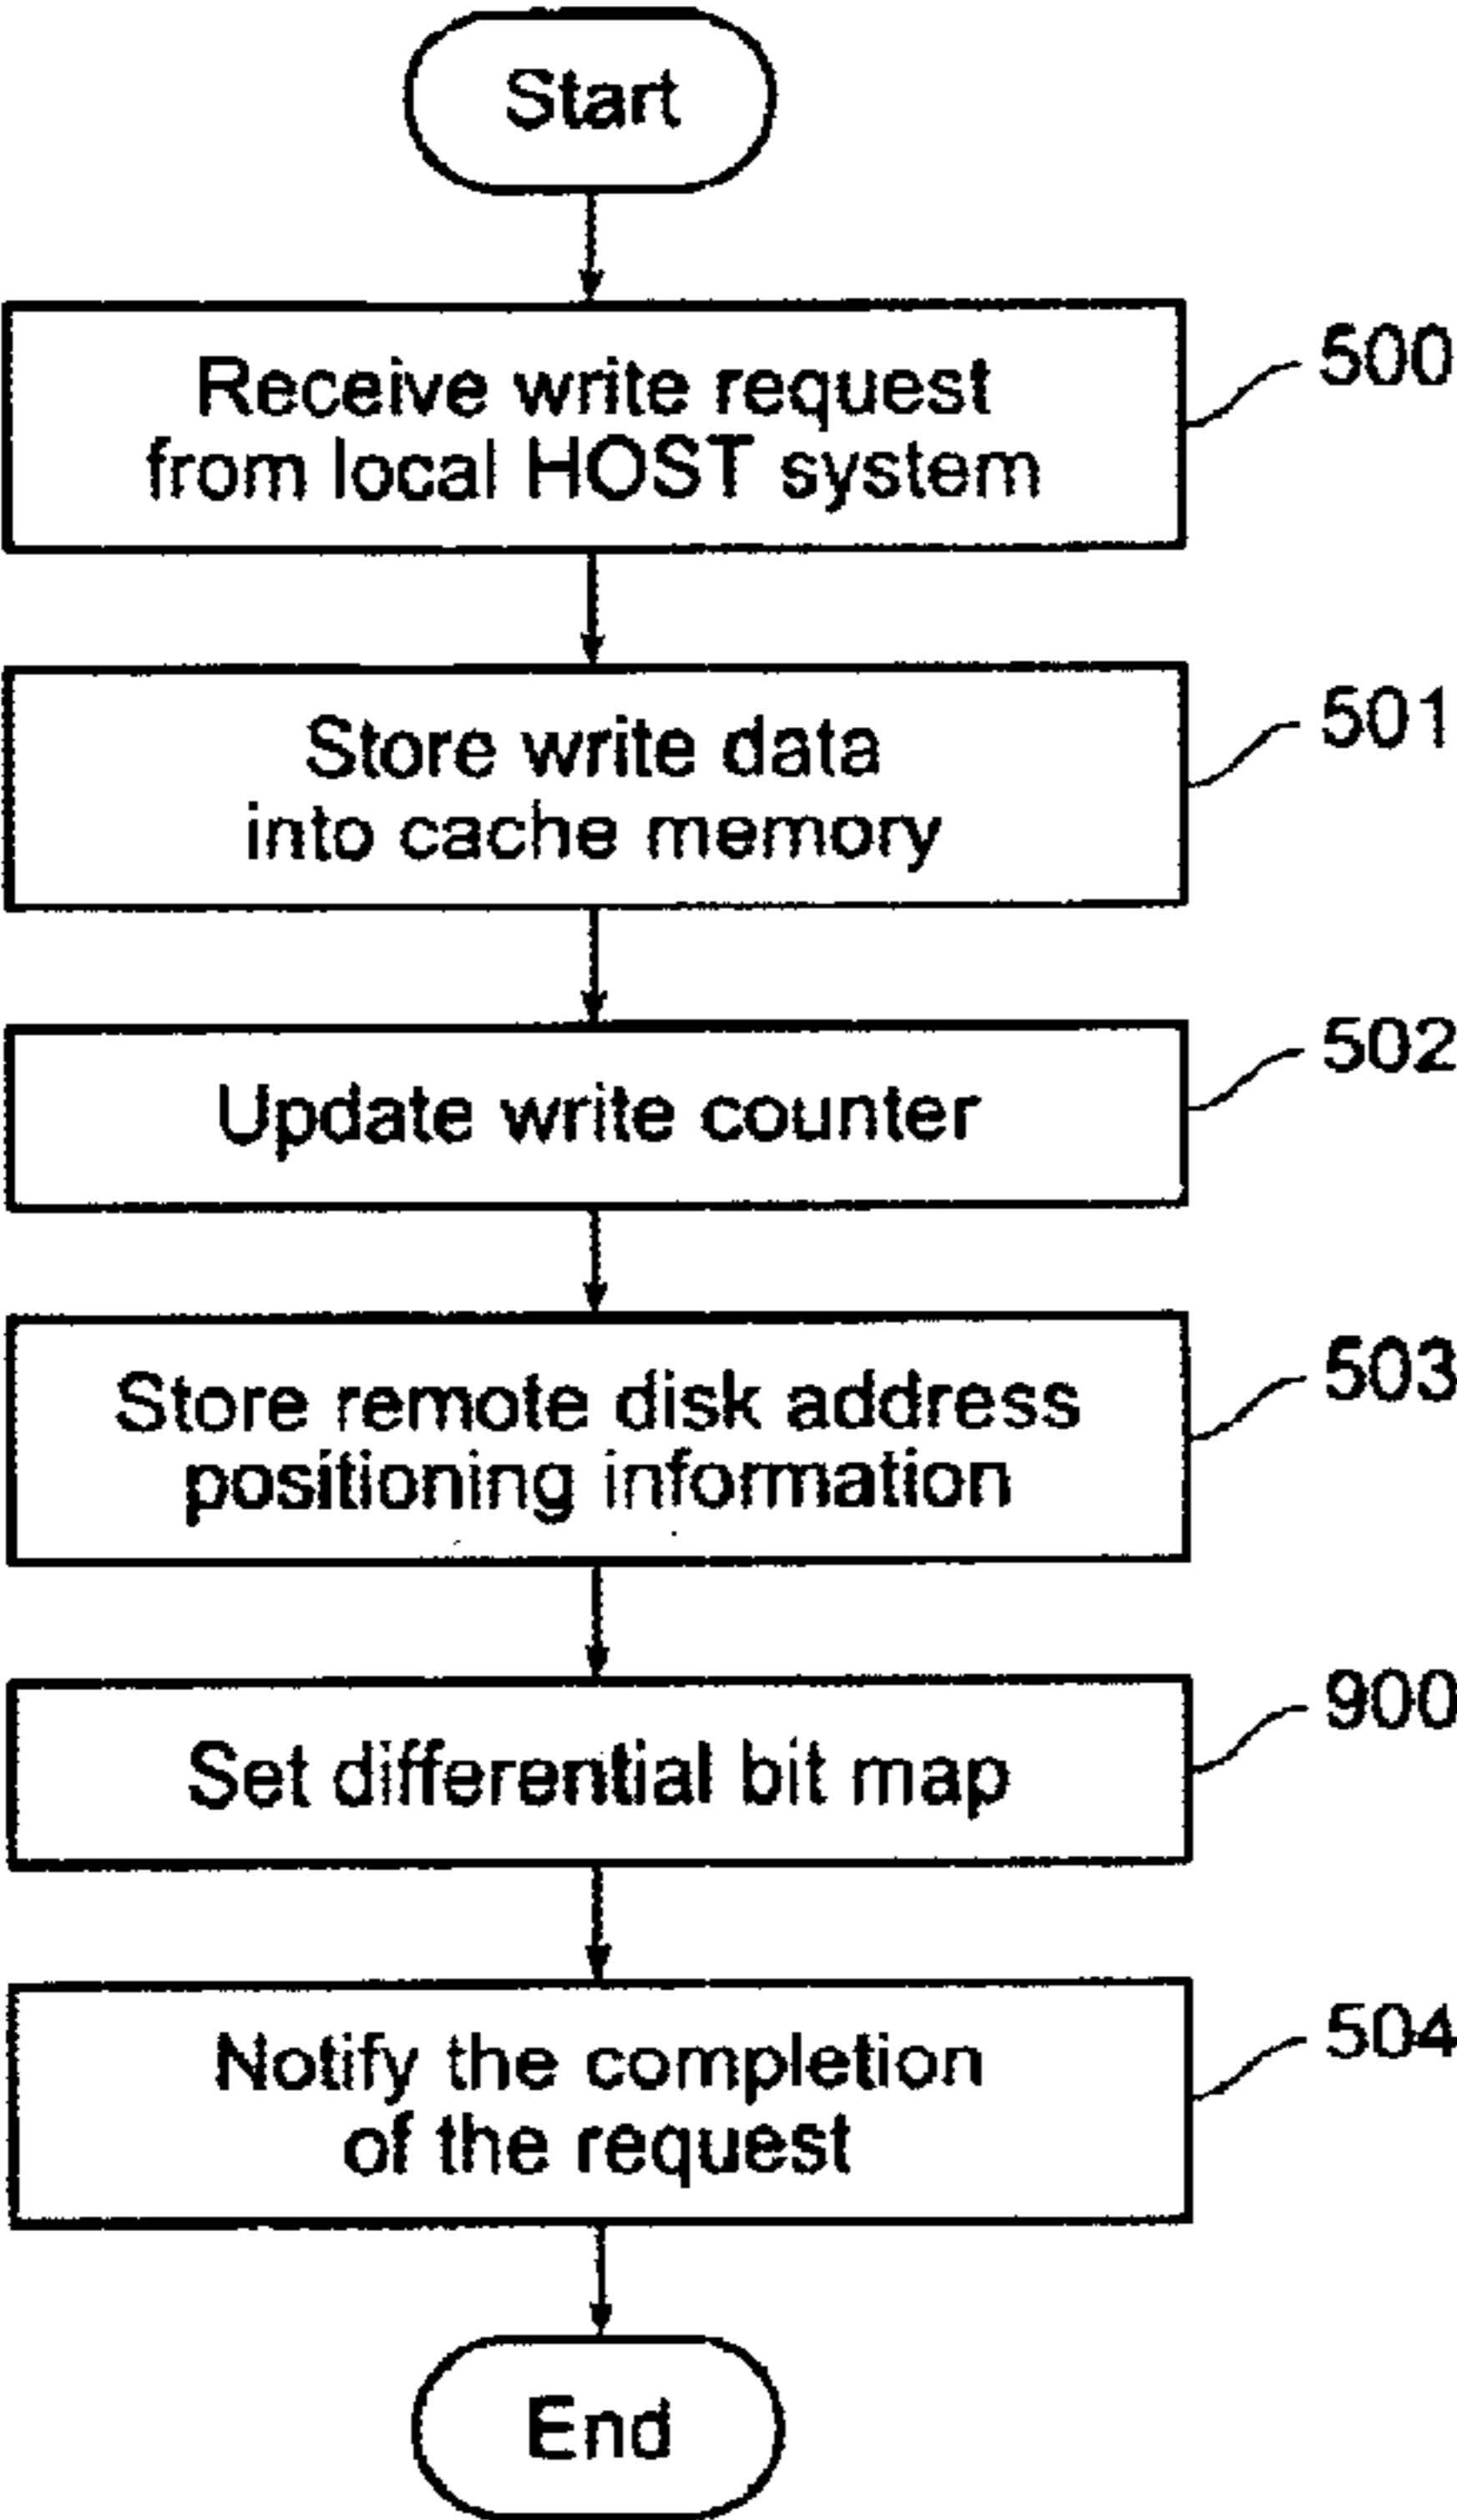 Start
Receive write request
from local HOST system
500
Store write data
into cache memory
501
Update write counter
502
Store remote disk address
positioning information
503
Set differential bit map
900
Notify the completion
of the request
504
End